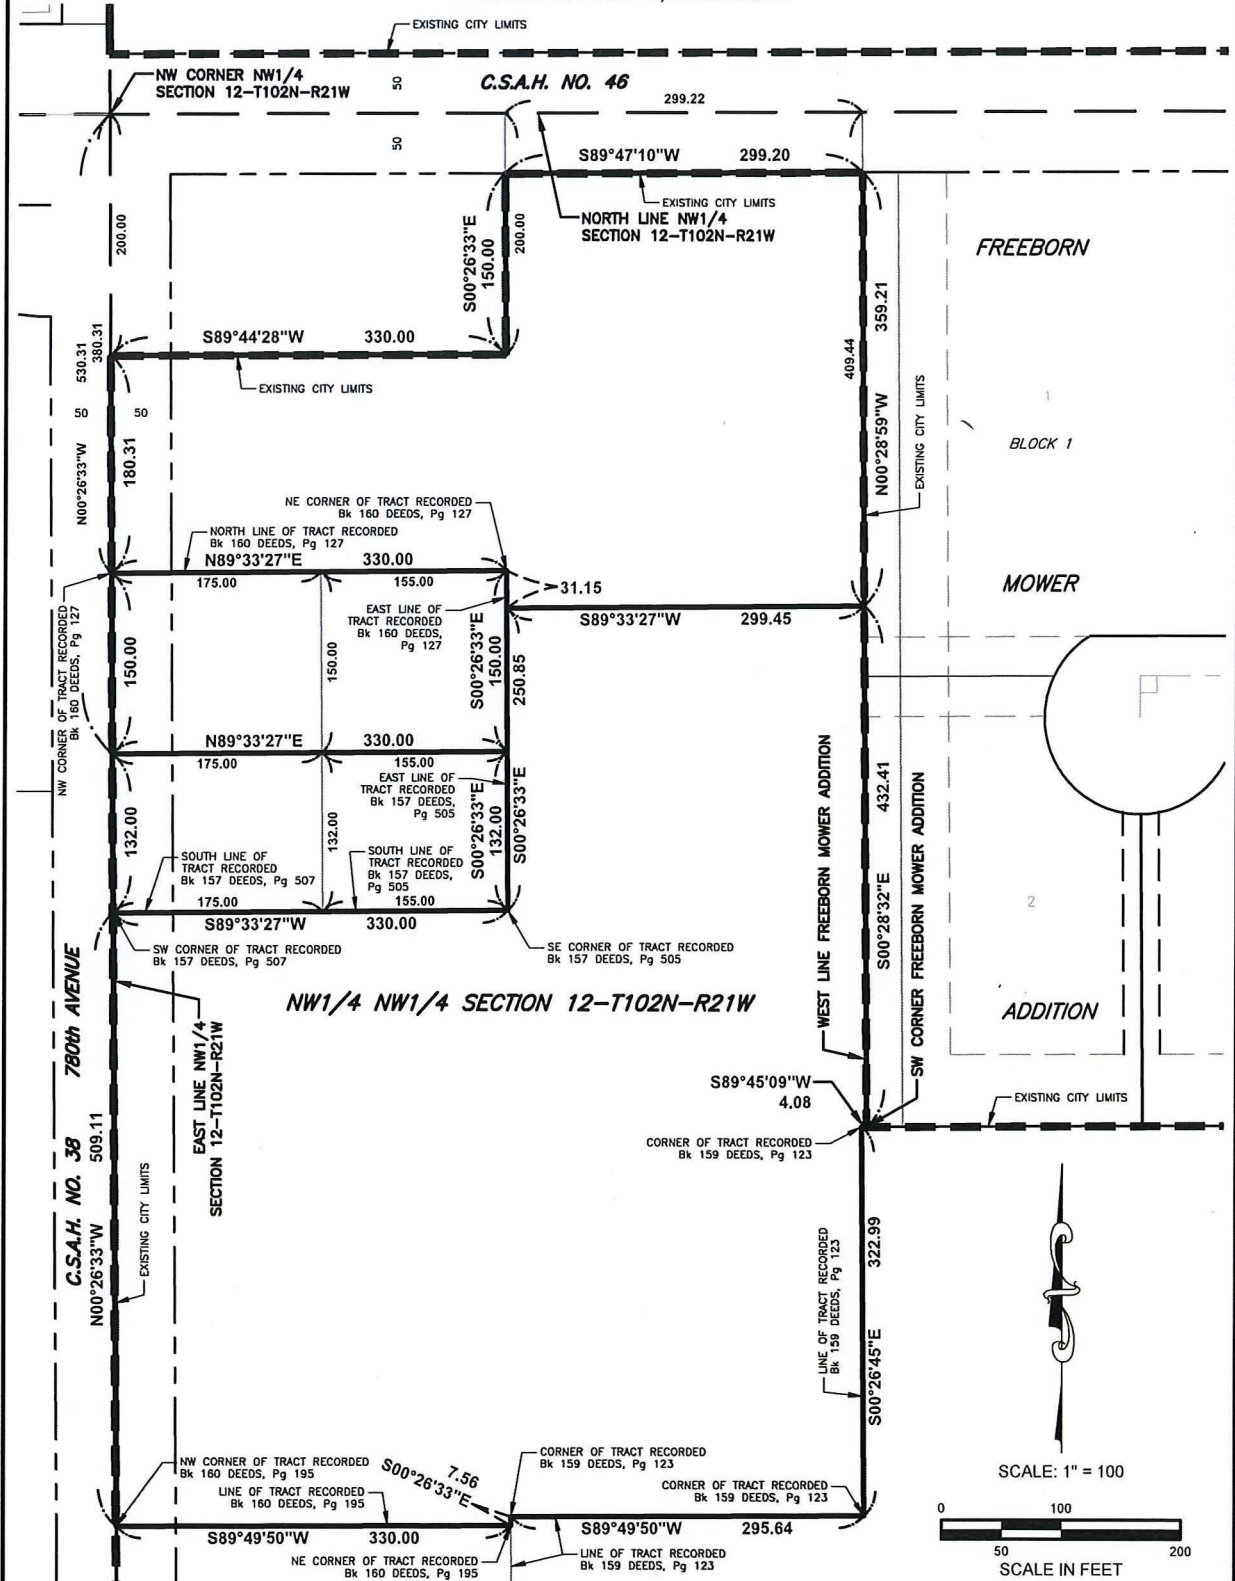 EXISTING CITY LIMITS
NW CORNER NW1/4
SECTION 12-T102N-R21W
50
C.S.A.H. NO. 46
299.22
50
S89°47'10"W 299.20
EXISTING CITY LIMITS
NORTH LINE NW1/4
SECTION 12-T102N-R21W
200.00
S00°26'33"E
150.00
200.00
FREEBORN
359.21
409.44
N00°28'59"W
EXISTING CITY LIMITS
S89°44'28"W 330.00
EXISTING CITY LIMITS
530.31
380.31
50
50
N00°26'33"W
180.31
1
BLOCK 1
NE CORNER OF TRACT RECORDED
Bk 160 DEEDS, Pg 127
NORTH LINE OF TRACT RECORDED
Bk 160 DEEDS, Pg 127
N89°33'27"E 330.00
175.00 155.00
31.15
EAST LINE OF
TRACT RECORDED
Bk 160 DEEDS,
Pg 127
S89°33'27"W 299.45
MOWER
NW CORNER OF TRACT RECORDED
Bk 160 DEEDS, Pg 127
150.00
150.00
S00°26'33"E
150.00
250.85
N89°33'27"E 330.00
175.00 155.00
EAST LINE OF
TRACT RECORDED
Bk 157 DEEDS,
Pg 505
132.00
132.00
S00°26'33"E
132.00
S00°26'33"E
SOUTH LINE OF
TRACT RECORDED
Bk 157 DEEDS, Pg 507
SOUTH LINE OF
TRACT RECORDED
Bk 157 DEEDS,
Pg 505
175.00 155.00
S89°33'27"W 330.00
SW CORNER OF TRACT RECORDED
Bk 157 DEEDS, Pg 507
SE CORNER OF TRACT RECORDED
Bk 157 DEEDS, Pg 505
WEST LINE FREEBORN MOWER ADDITION
432.41
S00°28'32"E
SW CORNER FREEBORN MOWER ADDITION
2
NW1/4 NW1/4 SECTION 12-T102N-R21W
ADDITION
C.S.A.H. NO. 38 780th AVENUE
N00°26'33"W 509.11
EXISTING CITY LIMITS
EAST LINE NW1/4
SECTION 12-T102N-R21W
S89°45'09"W
4.08
EXISTING CITY LIMITS
CORNER OF TRACT RECORDED
Bk 159 DEEDS, Pg 123
LINE OF TRACT RECORDED
Bk 159 DEEDS, Pg 123
322.99
S00°26'45"E
NW CORNER OF TRACT RECORDED
Bk 160 DEEDS, Pg 195
LINE OF TRACT RECORDED
Bk 160 DEEDS, Pg 195
7.56
S00°26'33"E
CORNER OF TRACT RECORDED
Bk 159 DEEDS, Pg 123
CORNER OF TRACT RECORDED
Bk 159 DEEDS, Pg 123
S89°49'50"W 330.00
S89°49'50"W 295.64
NE CORNER OF TRACT RECORDED
Bk 160 DEEDS, Pg 195
LINE OF TRACT RECORDED
Bk 159 DEEDS, Pg 123
SCALE: 1" = 100
0 100
50 200
SCALE IN FEET